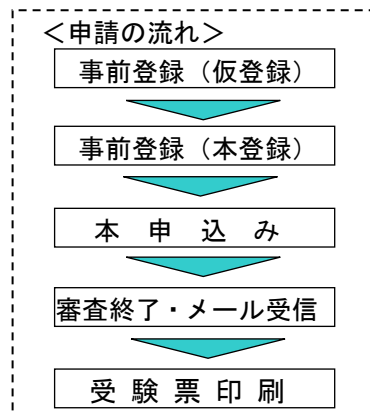 ＜申請の流れ＞
事前登録（仮登録）
事前登録（本登録）
本 申 込 み
審査終了・メール受信
受 験 票 印 刷